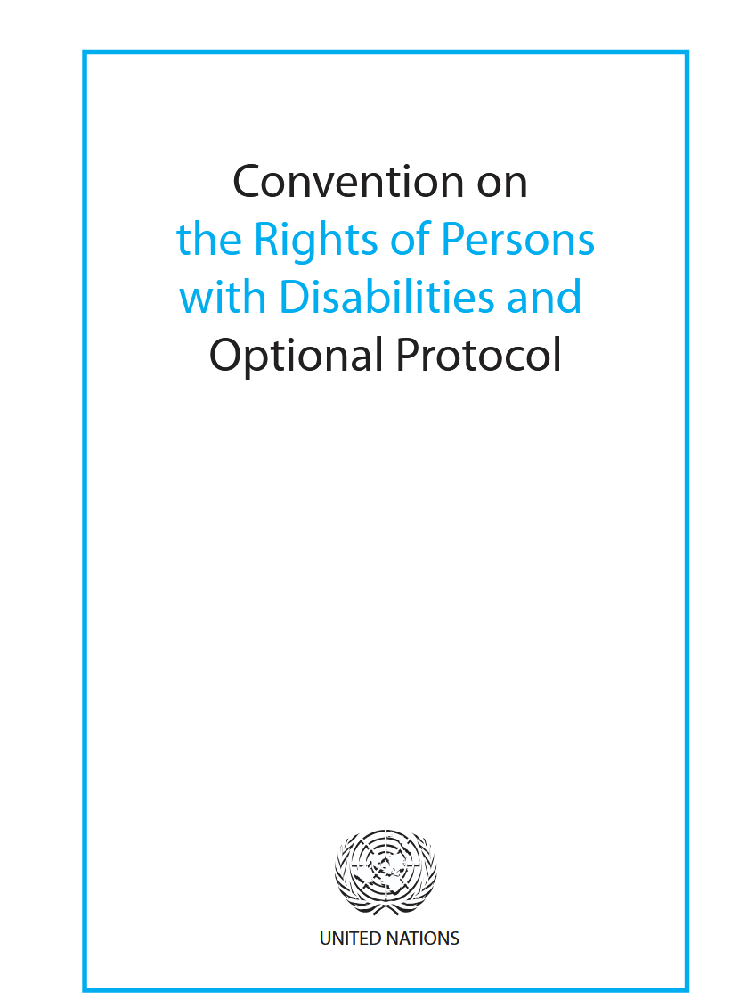 Convention on
the Rights of Persons
with Disabilities and
Optional Protocol
UNITED NATIONS